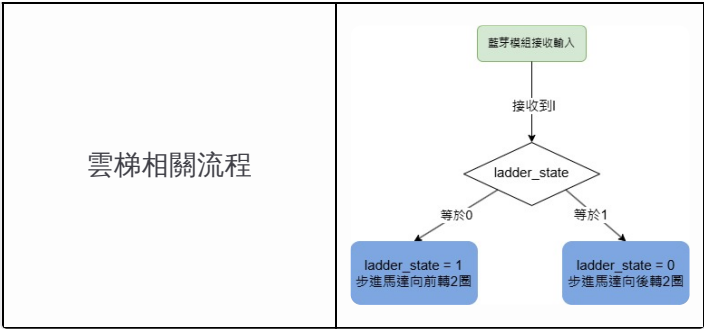 雲梯相關流程
藍芽模組接收輸入
接收到l
ladder_state
等於0
等於1
ladder_state = 1
步進馬達向前轉2圈
ladder_state = 0
步進馬達向後轉2圈